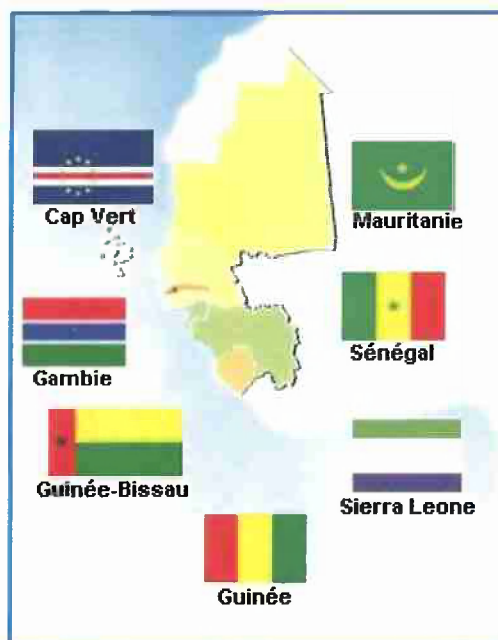 Cap Vert
Mauritanie
Gambie
Sénégal
Guinée-Bissau
Sierra Leone
Guinée